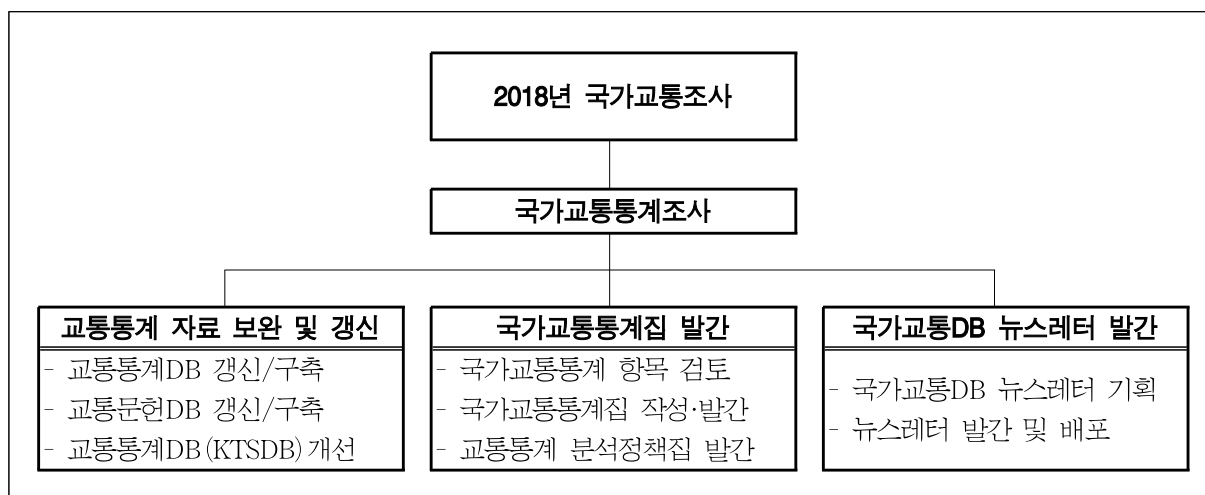 2018년 국가교통조사
국가교통통계조사
교통통계 자료 보완 및 갱신
- 교통통계DB 갱신/구축
- 교통문헌DB 갱신/구축
- 교통통계DB(KTSDB)개선
국가교통통계집 발간
- 국가교통통계 항목 검토
- 국가교통통계집 작성·발간
- 교통통계 분석정책집 발간
국가교통DB 뉴스레터 발간
- 국가교통DB 뉴스레터 기획
- 뉴스레터 발간 및 배포